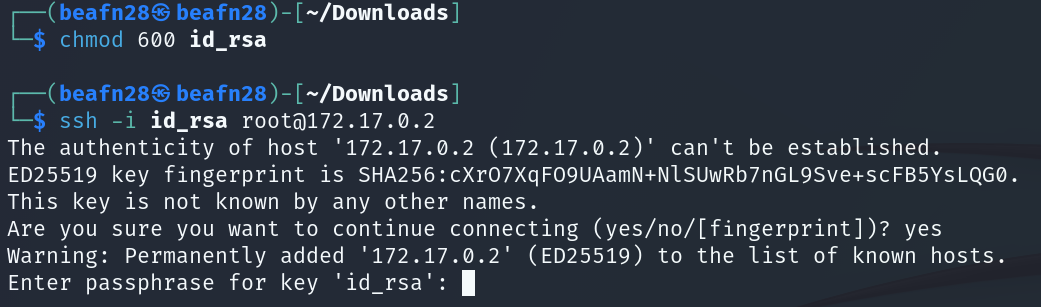 ┌──(beafn28㉿beafn28)-[~/Downloads]
└─$ chmod 600 id_rsa
┌──(beafn28㉿beafn28)-[~/Downloads]
└─$ ssh -i id_rsa root@172.17.0.2
The authenticity of host '172.17.0.2 (172.17.0.2)' can't be established.
ED25519 key fingerprint is SHA256:cXrO7XqFO9UAamN+NlSUwRb7nGL9Sve+scFB5YsLQG0.
This key is not known by any other names.
Are you sure you want to continue connecting (yes/no/[fingerprint])? yes
Warning: Permanently added '172.17.0.2' (ED25519) to the list of known hosts.
Enter passphrase for key 'id_rsa':